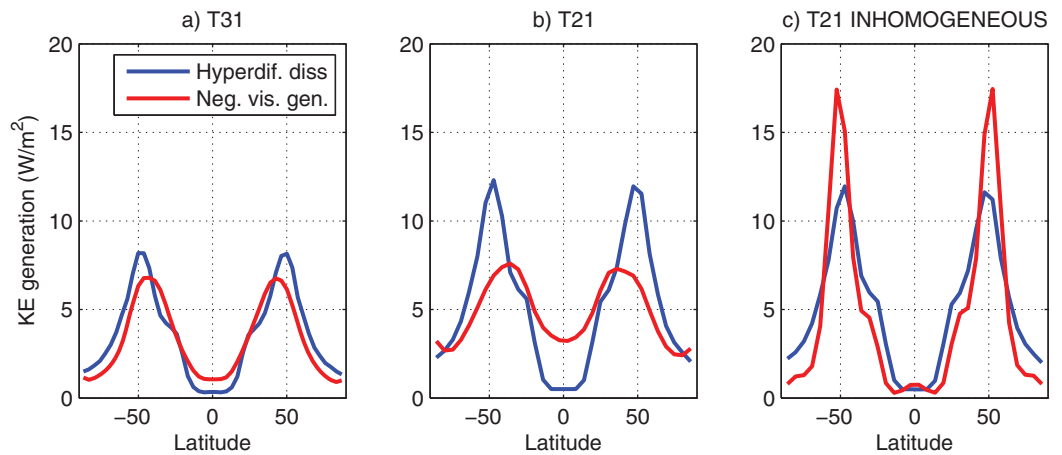 a) T31
b) T21
c) T21 INHOMOGENEOUS
KE generation (W/m²)
20
15
10
5
0
Hyperdif. diss
Neg. vis. gen.
−50
0
50
Latitude
20
15
10
5
0
−50
0
50
Latitude
20
15
10
5
0
−50
0
50
Latitude